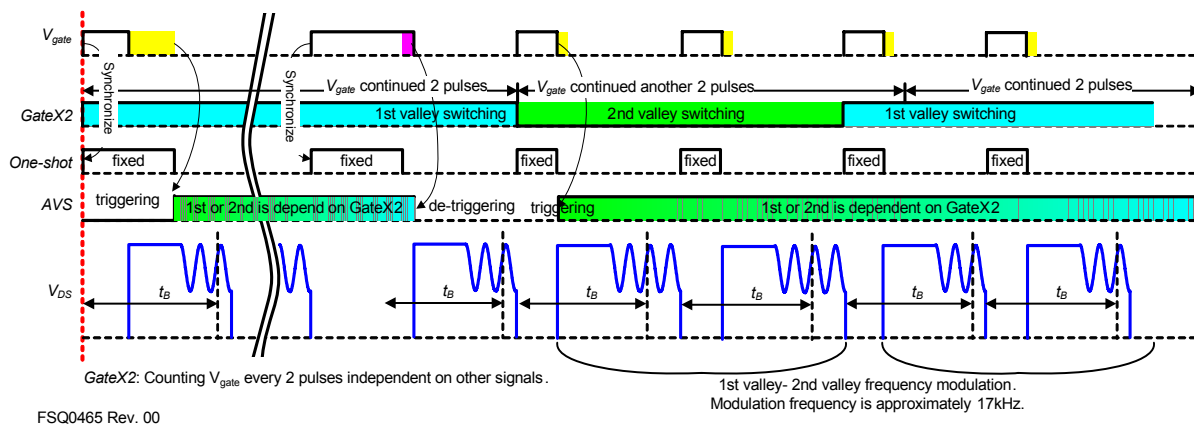 Vgate
Synchronize
Synchronize
Vgate continued 2 pulses
Vgate continued another 2 pulses
Vgate continued 2 pulses
GateX2
1st valley switching
2nd valley switching
1st valley switching
One-shot
fixed
fixed
fixed
fixed
fixed
fixed
AVS
triggering
1st or 2nd is depend on GateX2
de-triggering
triggering
1st or 2nd is dependent on GateX2
VDS
tB
tB
tB
tB
tB
tB
GateX2: Counting Vgate every 2 pulses independent on other signals.
1st valley- 2nd valley frequency modulation.
Modulation frequency is approximately 17kHz.
FSQ0465 Rev. 00